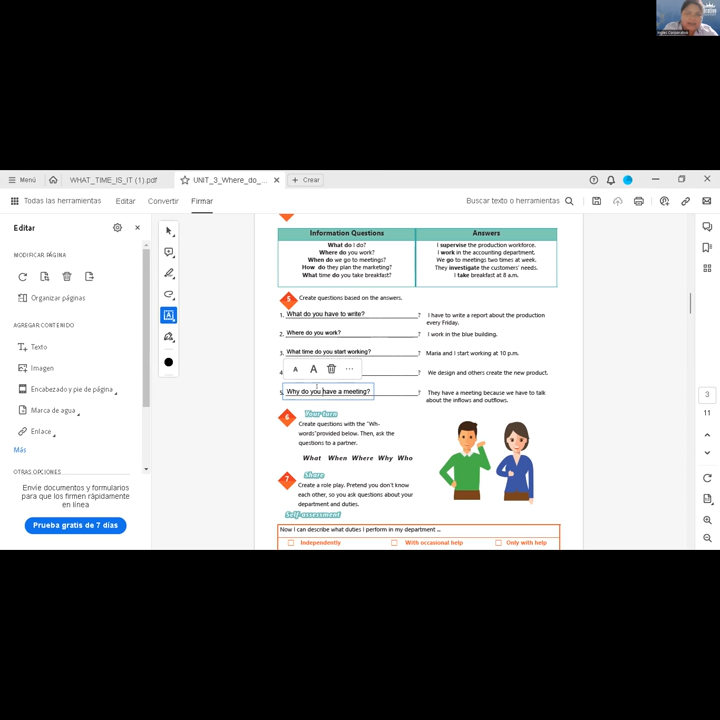 Ingles Corporativo
Menú
WHAT_TIME_IS_IT (1).pdf
UNIT_3_Where_do_...
Crear
Todas las herramientas
Editar
Convertir
Firmar
Buscar texto o herramientas
Editar
MODIFICAR PÁGINA
Organizar páginas
AGREGAR CONTENIDO
Texto
Imagen
Encabezado y pie de página
Marca de agua
Enlace
Más
OTRAS OPCIONES
Envíe documentos y formularios
para que los firmen rápidamente
en línea
Prueba gratis de 7 días
Information Questions
What do I do?
Where do you work?
When do we go to meetings?
How do they plan the marketing?
What time do you take breakfast?
Answers
I supervise the production workforce.
I work in the accounting department.
We go to meetings two times at week.
They investigate the customers' needs.
I take breakfast at 8 a.m.
5 Create questions based on the answers.
1. What do you have to write? ? I have to write a report about the production
every Friday.
2. Where do you work? ? I work in the blue building.
3. What time do you start working? ? Maria and I start working at 10 p.m.
4 ? We design and others create the new product.
5. Why do you have a meeting? ? They have a meeting because we have to talk
about the inflows and outflows.
6 Your turn
Create questions with the "Wh-
words"provided below. Then, ask the
questions to a partner.
What When Where Why Who
7 Share
Create a role play. Pretend you don't know
each other, so you ask questions about your
department and duties.
Self-assessment
Now I can describe what duties I perform in my department ...
Independently With occasional help Only with help
3
11